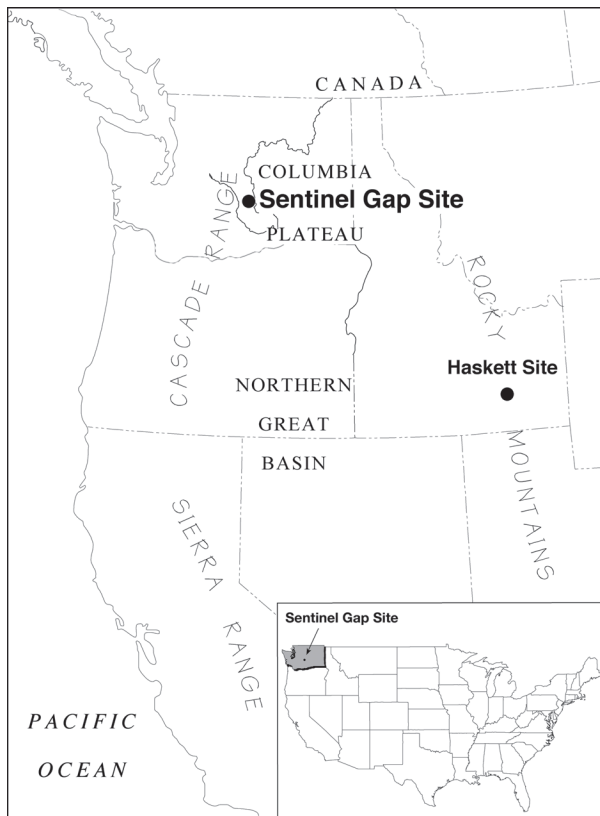 CANADA
COLUMBIA
Sentinel Gap Site
PLATEAU
CASCADE RANGE
ROCKY
Haskett Site
NORTHERN
GREAT
BASIN
MOUNTAINS
SIERRA RANGE
Sentinel Gap Site
PACIFIC
OCEAN